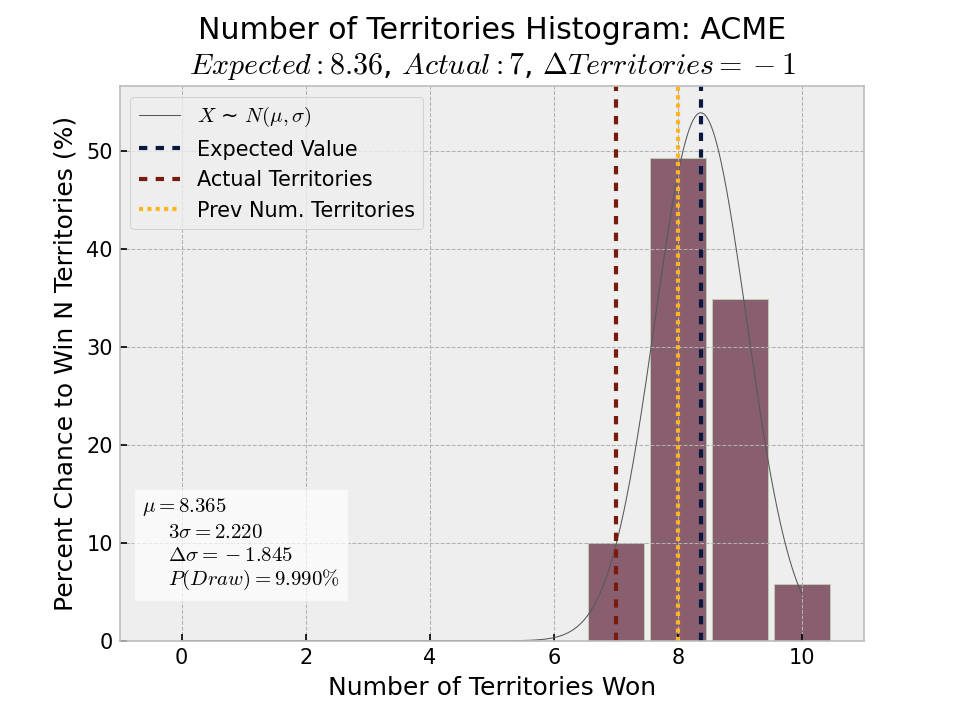 Number of Territories Histogram: ACME
Expected : 8.36, Actual : 7, ΔTerritories = −1
X ∼ N(μ, σ)
Expected Value
Actual Territories
Prev Num. Territories
Percent Chance to Win N Territories (%)
50
40
30
20
10
0
μ = 8.365
3σ = 2.220
Δσ = −1.845
P(Draw) = 9.990%
0 2 4 6 8 10
Number of Territories Won